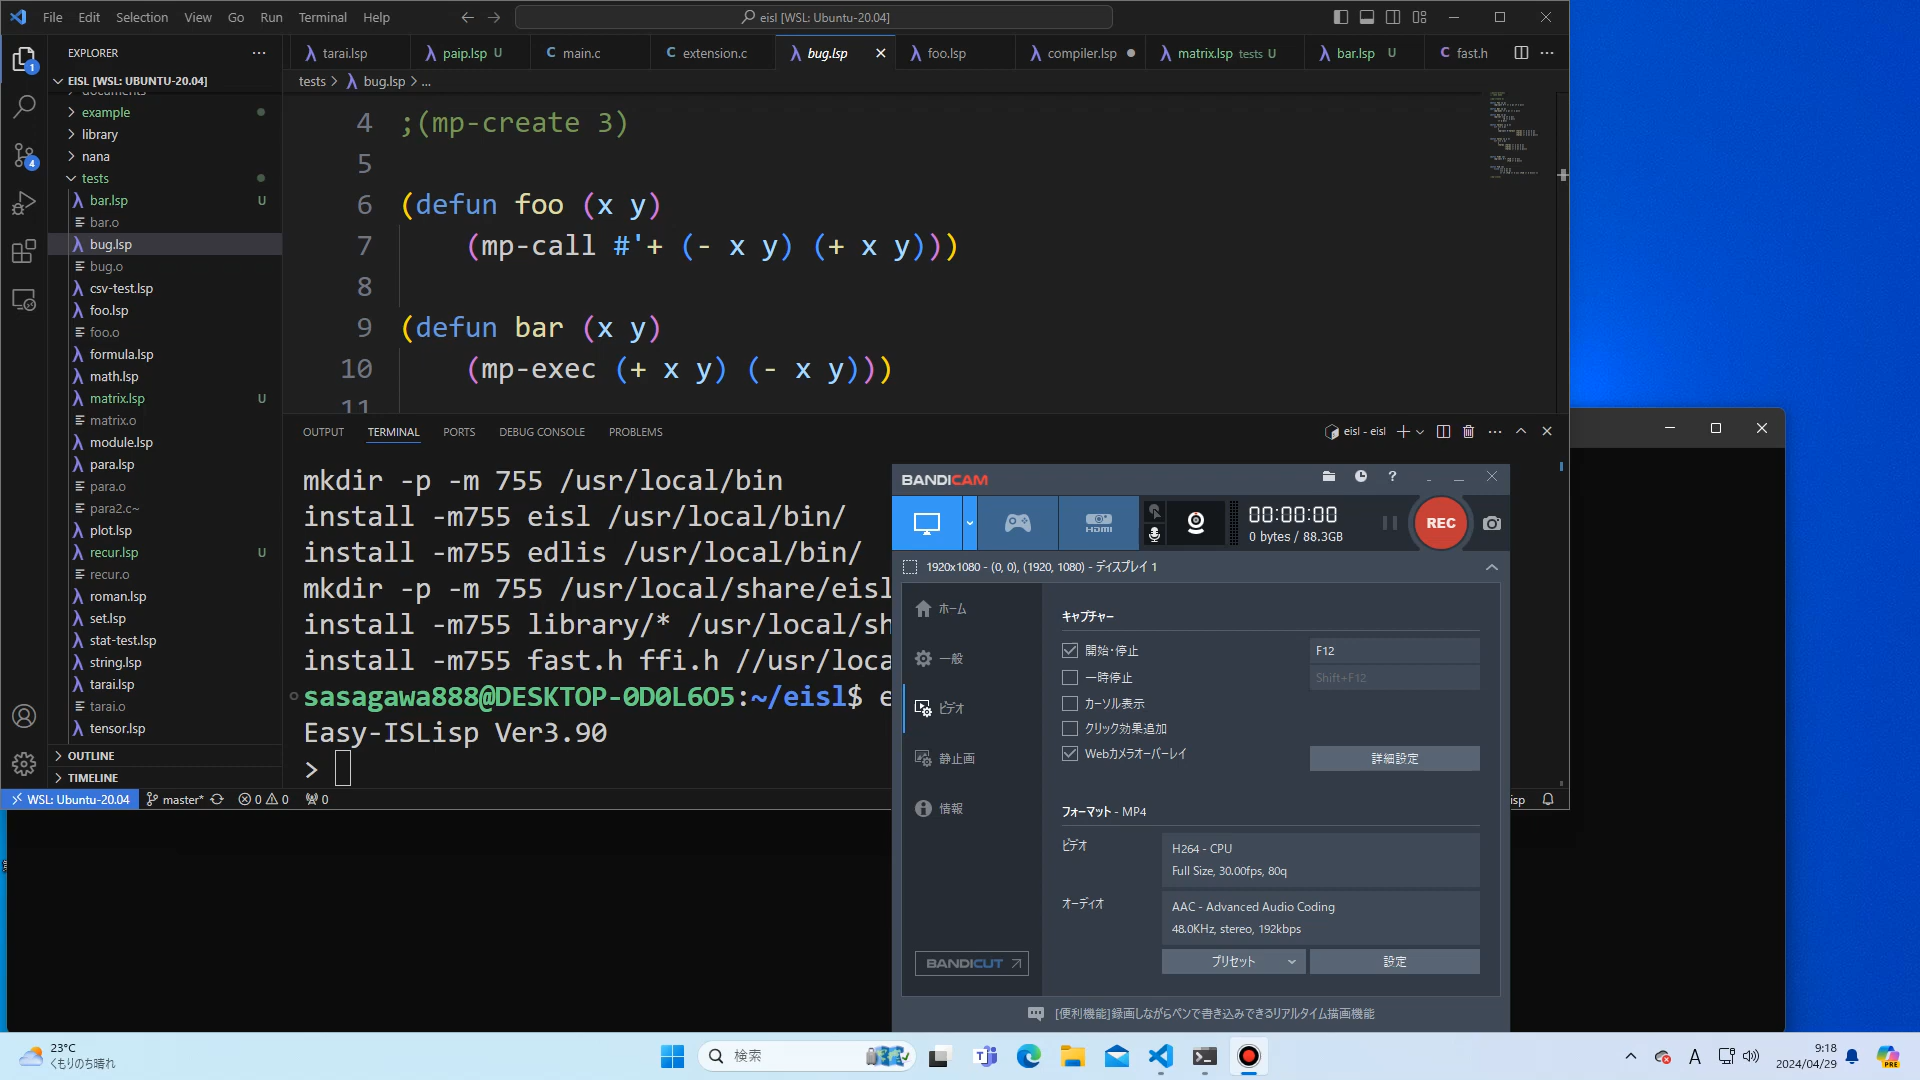 File Edit Selection View Go Run Terminal Help
eisl [WSL: Ubuntu-20.04]
EXPLORER
tarai.lsp
paip.lsp U
C main.c
C extension.c
bug.lsp
foo.lsp
compiler.lsp
matrix.lsp tests U
bar.lsp U
C fast.h
EISL [WSL: UBUNTU-20.04]
tests > bug.lsp > ...
documents
example
library
nana
tests
bar.lsp U
bar.o
bug.lsp
bug.o
csv-test.lsp
foo.lsp
foo.o
formula.lsp
math.lsp
matrix.lsp U
matrix.o
module.lsp
para.lsp
para.o
para2.c~
plot.lsp
recur.lsp U
recur.o
roman.lsp
set.lsp
stat-test.lsp
string.lsp
tarai.lsp
tarai.o
tensor.lsp
OUTLINE
TIMELINE
4 ;(mp-create 3)
5
6 (defun foo (x y)
7 (mp-call #'+ (- x y) (+ x y)))
8
9 (defun bar (x y)
10 (mp-exec (+ x y) (- x y)))
11
OUTPUT TERMINAL PORTS DEBUG CONSOLE PROBLEMS
eisl - eisl
mkdir -p -m 755 /usr/local/bin
install -m755 eisl /usr/local/bin/
install -m755 edlis /usr/local/bin/
mkdir -p -m 755 /usr/local/share/eisl
install -m755 library/* /usr/local/sh
install -m755 fast.h ffi.h //usr/loca
sasagawa888@DESKTOP-0D0L6O5:~/eisl$ e
Easy-ISLisp Ver3.90
>
WSL: Ubuntu-20.04 master* 0 0 0
isp
BANDICAM
HDMI
00:00:00
0 bytes / 88.3GB
REC
1920x1080 - (0, 0), (1920, 1080) - ディスプレイ 1
ホーム
一般
ビデオ
静止画
情報
BANDICUT
キャプチャー
開始・停止 F12
一時停止 Shift+F12
カーソル表示
クリック効果追加
Webカメラオーバーレイ 詳細設定
フォーマット - MP4
ビデオ
H264 - CPU
Full Size, 30.00fps, 80q
オーディオ
AAC - Advanced Audio Coding
48.0KHz, stereo, 192kbps
プリセット 設定
[便利機能]録画しながらペンで書き込みできるリアルタイム描画機能
23°C
くもりのち晴れ
検索
A
9:18
2024/04/29
PRE